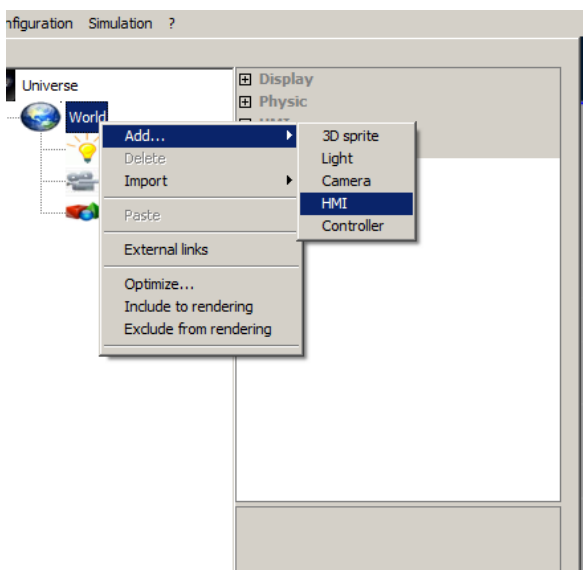 nfiguration Simulation ?
Universe
World
Display
Physic
Add...
Delete
Import
Paste
External links
Optimize...
Include to rendering
Exclude from rendering
3D sprite
Light
Camera
HMI
Controller